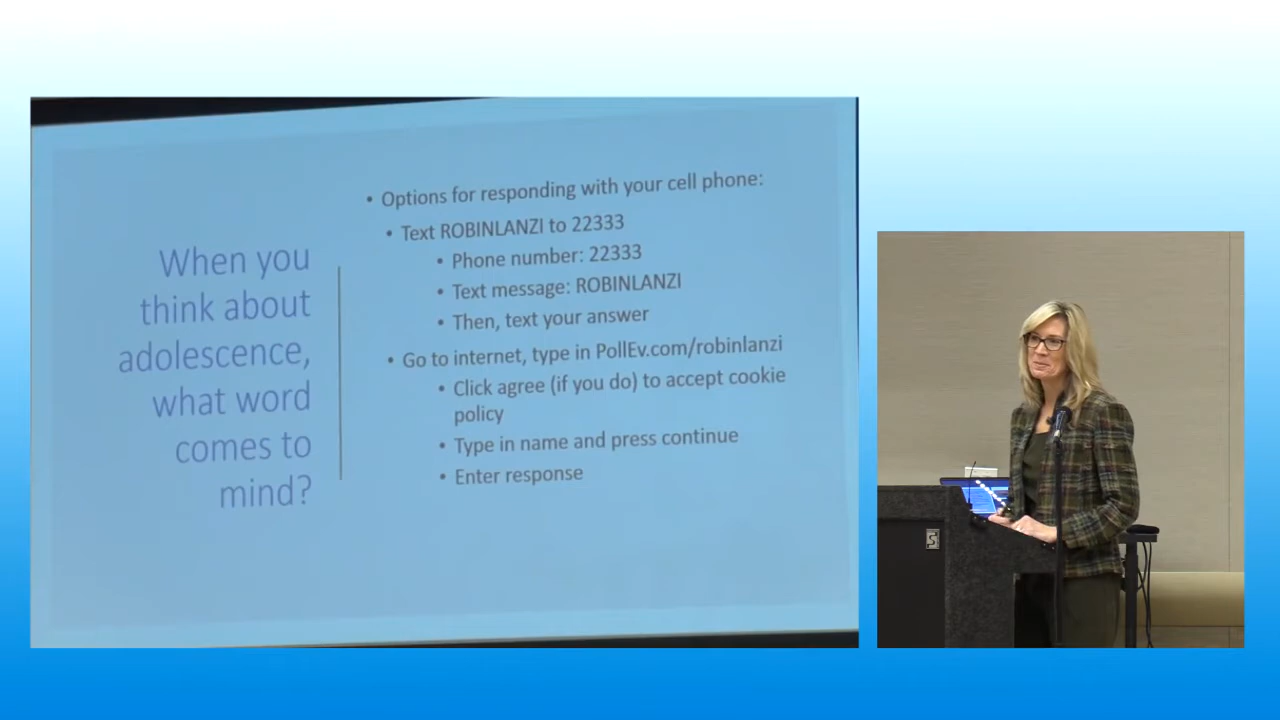 When you
think about
adolescence,
what word
comes to
mind?
• Options for responding with your cell phone:
• Text ROBINLANZI to 22333
• Phone number: 22333
• Text message: ROBINLANZI
• Then, text your answer
• Go to internet, type in PollEv.com/robinlanzi
• Click agree (if you do) to accept cookie
policy
• Type in name and press continue
• Enter response